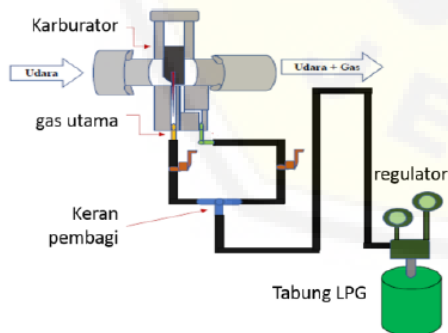 Karburator
Udara
Udara + Gas
gas utama
regulator
Keran
pembagi
Tabung LPG